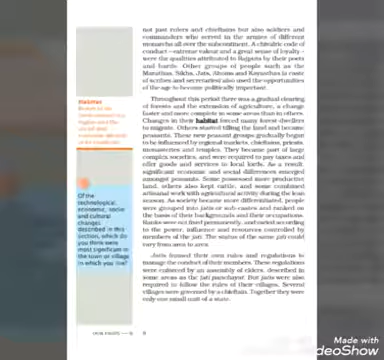 not just rulers and chieftains but also soldiers and
commanders who served in the armies of different
monarchs all over the subcontinent. A chivalric code of
conduct – extreme valour and a great sense of loyalty –
were the qualities attributed to Rajputs by their poets
and bards. Other groups of people such as the
Marathas, Sikhs, Jats, Ahoms and Kayasthas (a caste
of scribes and secretaries) also used the opportunities
of the age to become politically important.
Throughout this period there was a gradual clearing
of forests and the extension of agriculture, a change
faster and more complete in some areas than in others.
Changes in their habitat forced many forest-dwellers
to migrate. Others started tilling the land and became
peasants. These new peasant groups gradually began
to be influenced by regional markets, chieftains, priests,
monasteries and temples. They became part of large
complex societies, and were required to pay taxes and
offer goods and services to local lords. As a result
significant economic and social differences emerged
amongst peasants. Some possessed more productive
land, others also kept cattle, and some combined
artisanal work with agricultural activity during the lean
season. As society became more differentiated, people
were grouped into jatis or sub-castes and ranked on
the basis of their backgrounds and their occupations.
Ranks were not fixed permanently, and varied according
to the power, influence and resources controlled by
members of the jati. The status of the same jati could
vary from area to area.
Jatis framed their own rules and regulations to
manage the conduct of their members. These regulations
were enforced by an assembly of elders, described in
some areas as the jati panchayat. But jatis were also
required to follow the rules of their villages. Several
villages were governed by a chieftain. Together they were
only one small unit of a state.
Habitat
Of the
technological,
economic, social
and cultural
changes
described in this
section, which do
you think were
most significant in
the town or village
in which you live?
8
Made with
VideoShow